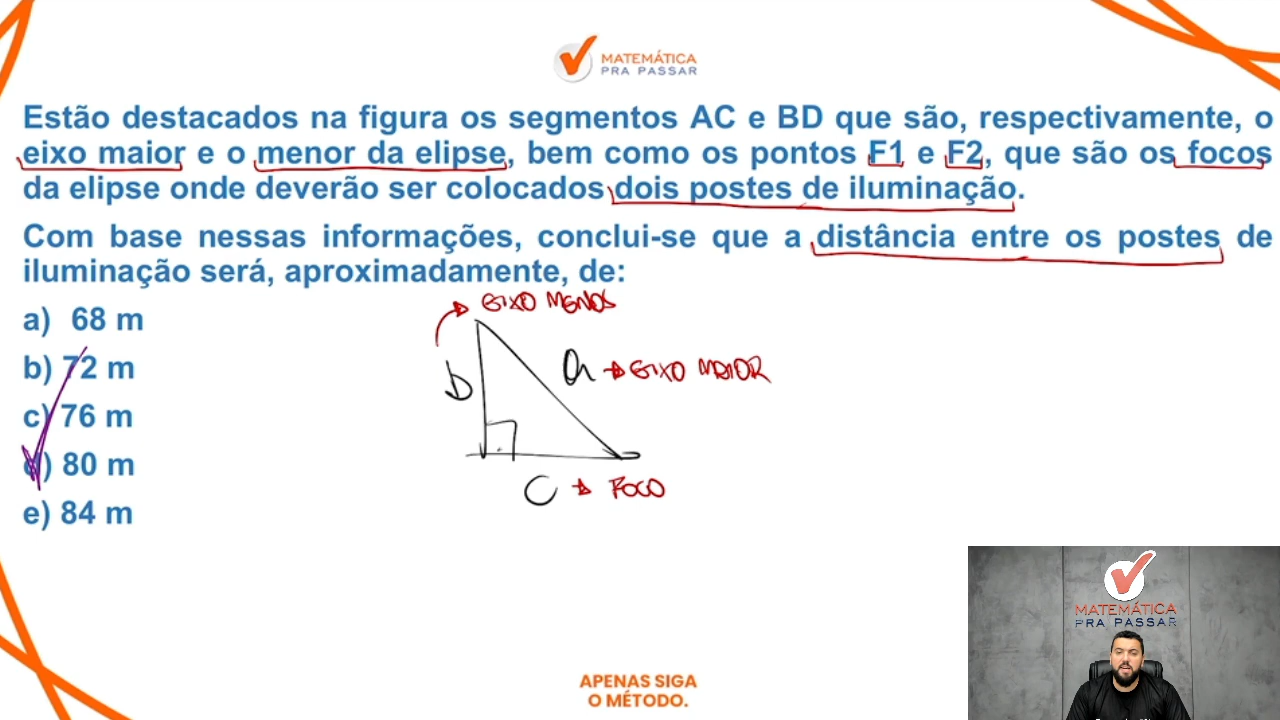 MATEMÁTICA
PRA PASSAR
Estão destacados na figura os segmentos AC e BD que são, respectivamente, o
eixo maior e o menor da elipse, bem como os pontos F1 e F2, que são os focos
da elipse onde deverão ser colocados dois postes de iluminação.
Com base nessas informações, conclui-se que a distância entre os postes de
iluminação será, aproximadamente, de:
a) 68 m
b) 72 m
c) 76 m
d) 80 m
e) 84 m
EIXO MENOR
b
a
EIXO MAIOR
c
FOCO
MATEMÁTICA
PRA PASSAR
APENAS SIGA
O MÉTODO.